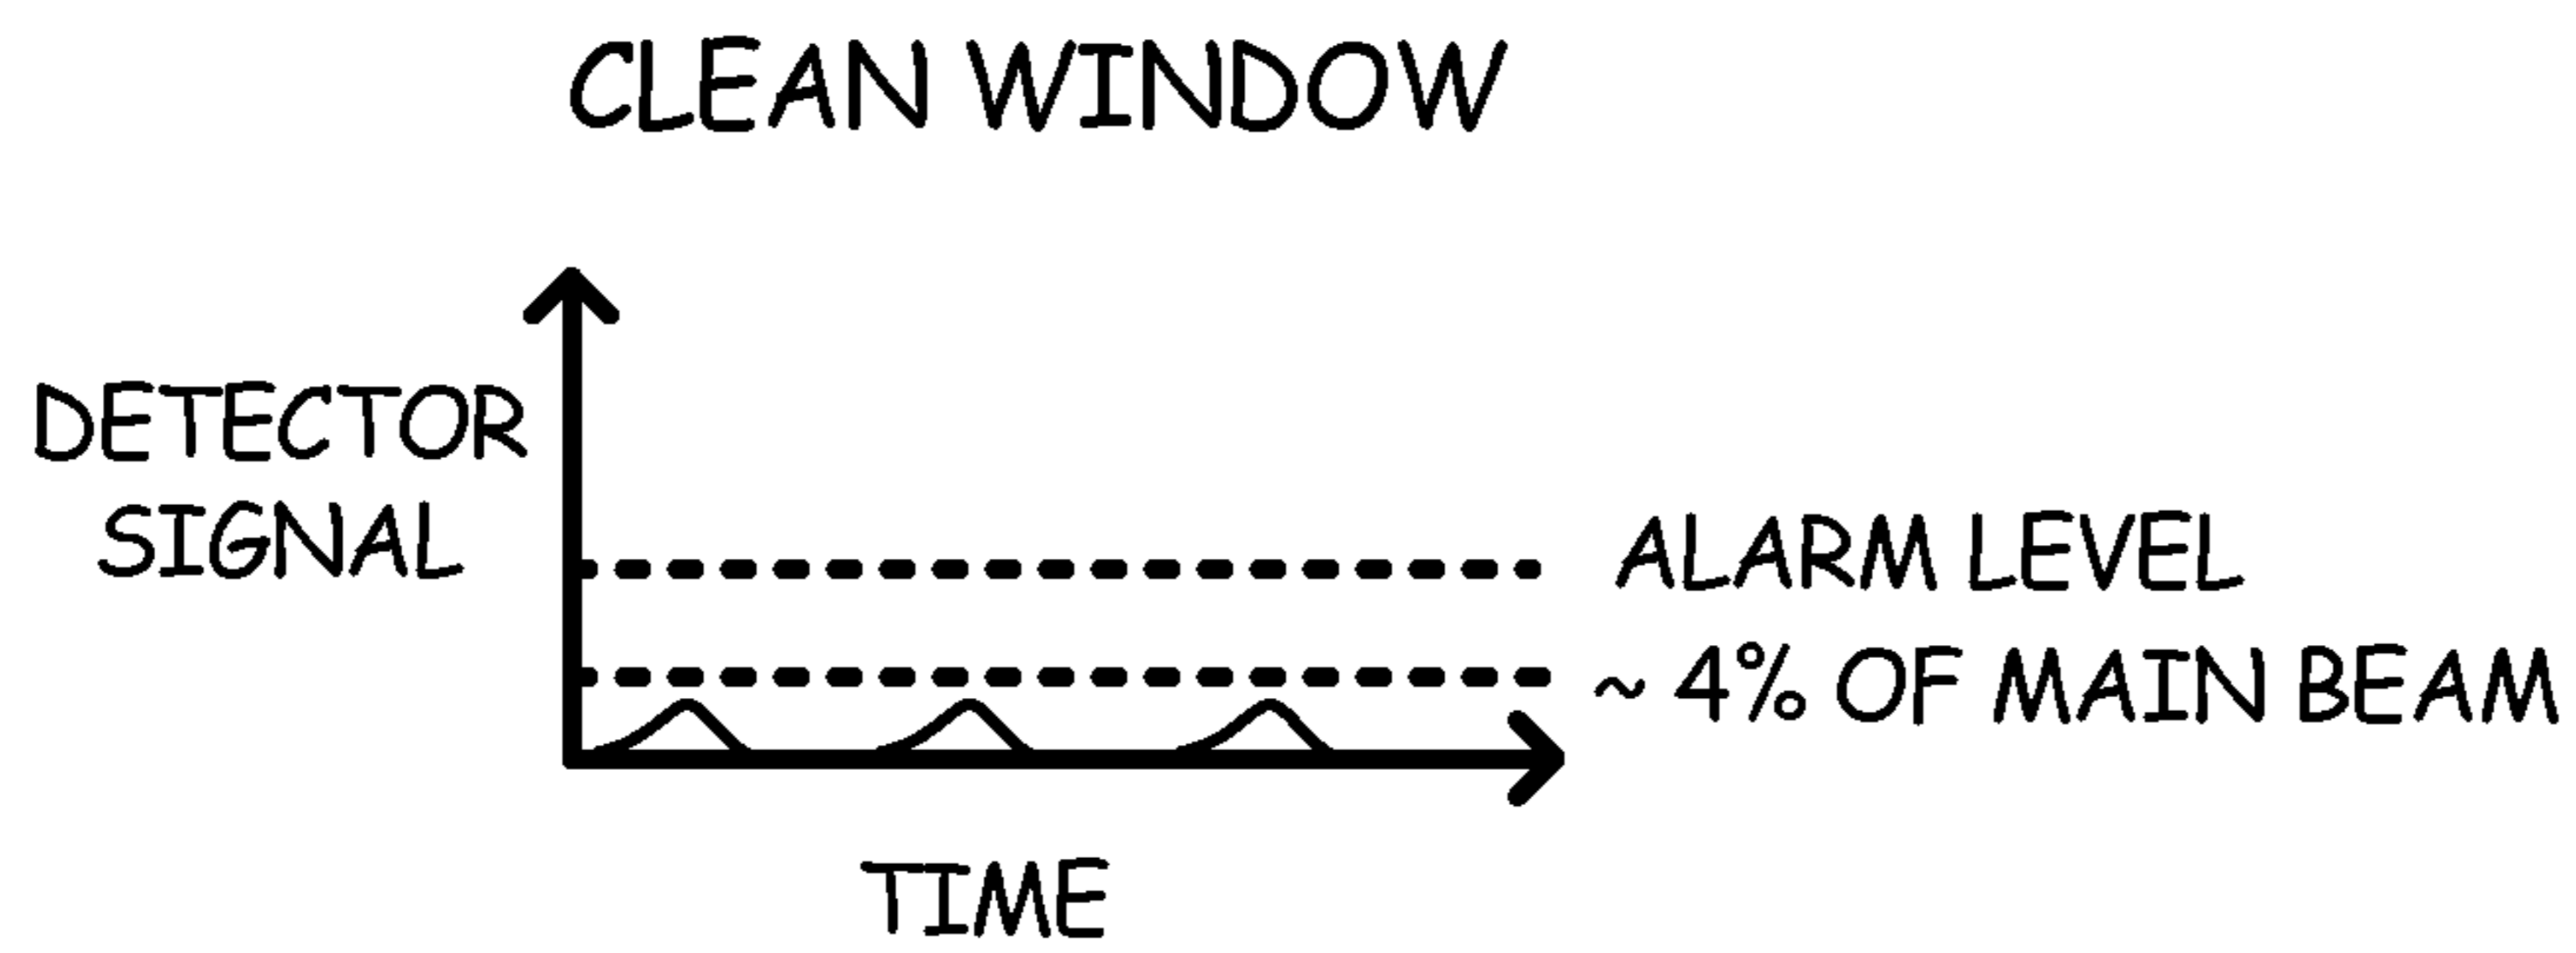 CLEAN WINDOW
DETECTOR
SIGNAL
ALARM LEVEL
~ 4% OF MAIN BEAM
TIME